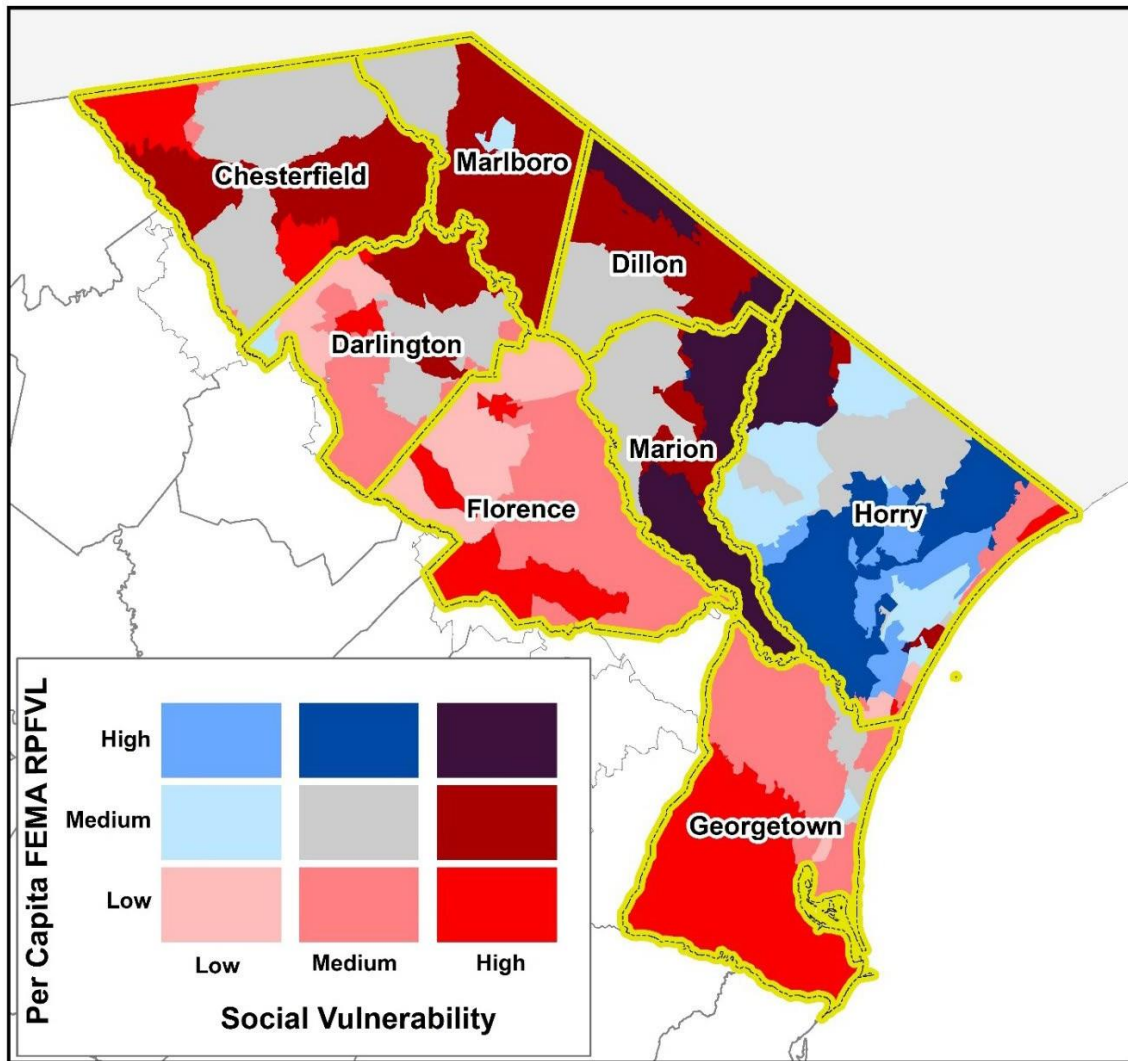 Chesterfield
Marlboro
Dillon
Darlington
Marion
Florence
Horry
Georgetown
Per Capita FEMA RPFVL
High
Medium
Low
Low
Medium
High
Social Vulnerability